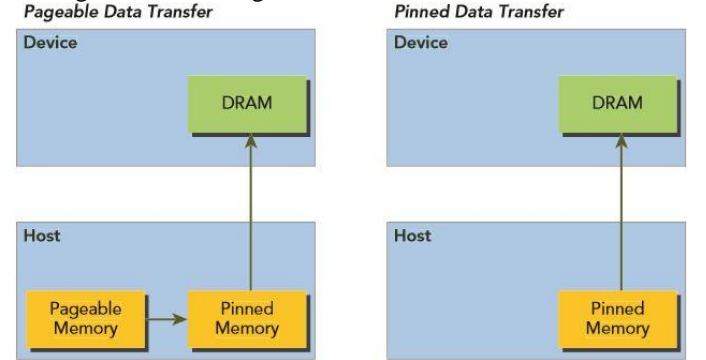 Pageable Data Transfer
Pinned Data Transfer
Device
DRAM
Device
DRAM
Host
Pageable
Memory
Pinned
Memory
Host
Pinned
Memory